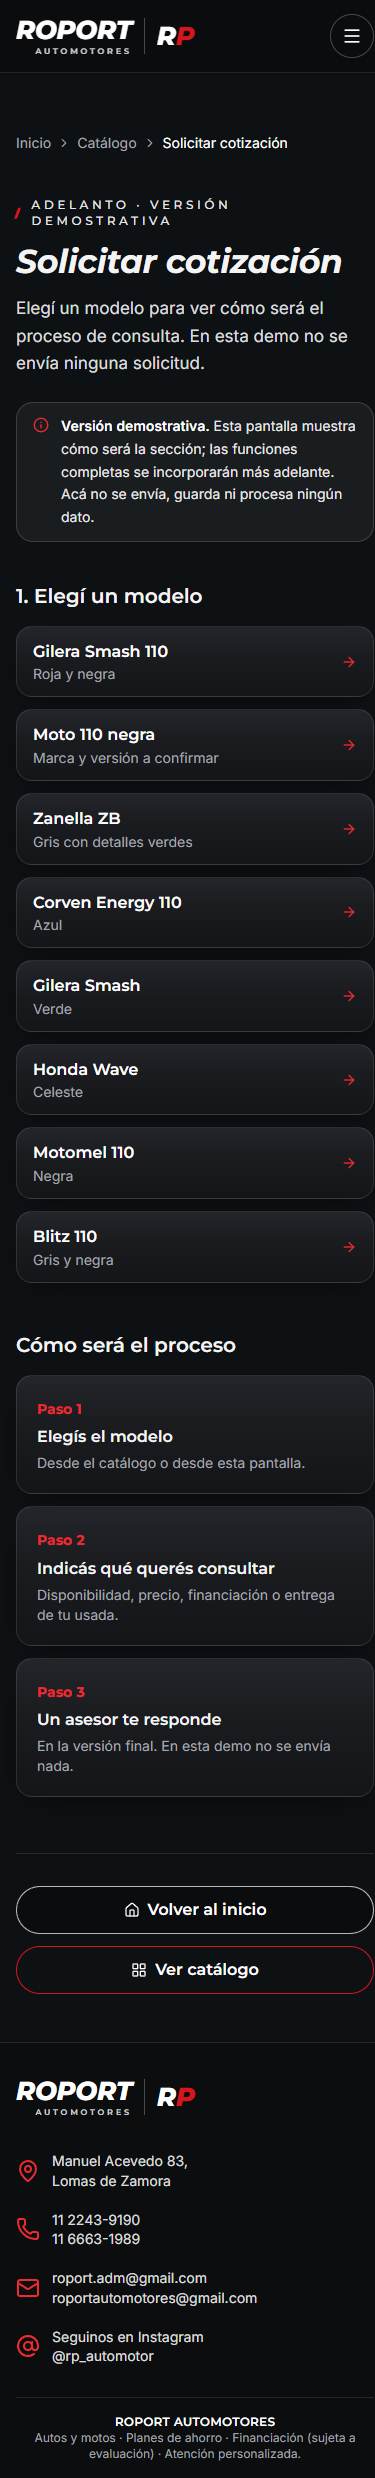 ROPORT
AUTOMOTORES
RP
Inicio > Catálogo > Solicitar cotización
ADELANTO · VERSIÓN
DEMOSTRATIVA
Solicitar cotización
Elegí un modelo para ver cómo será el
proceso de consulta. En esta demo no se
envía ninguna solicitud.
Versión demostrativa. Esta pantalla muestra
cómo será la sección; las funciones
completas se incorporarán más adelante.
Acá no se envía, guarda ni procesa ningún
dato.
1. Elegí un modelo
Gilera Smash 110
Roja y negra
Moto 110 negra
Marca y versión a confirmar
Zanella ZB
Gris con detalles verdes
Corven Energy 110
Azul
Gilera Smash
Verde
Honda Wave
Celeste
Motomel 110
Negra
Blitz 110
Gris y negra
Cómo será el proceso
Paso 1
Elegís el modelo
Desde el catálogo o desde esta pantalla.
Paso 2
Indicás qué querés consultar
Disponibilidad, precio, financiación o entrega
de tu usada.
Paso 3
Un asesor te responde
En la versión final. En esta demo no se envía
nada.
Volver al inicio
Ver catálogo
ROPORT
AUTOMOTORES
RP
Manuel Acevedo 83,
Lomas de Zamora
11 2243-9190
11 6663-1989
roport.adm@gmail.com
roportautomotores@gmail.com
Seguinos en Instagram
@rp_automotor
ROPORT AUTOMOTORES
Autos y motos · Planes de ahorro · Financiación (sujeta a
evaluación) · Atención personalizada.